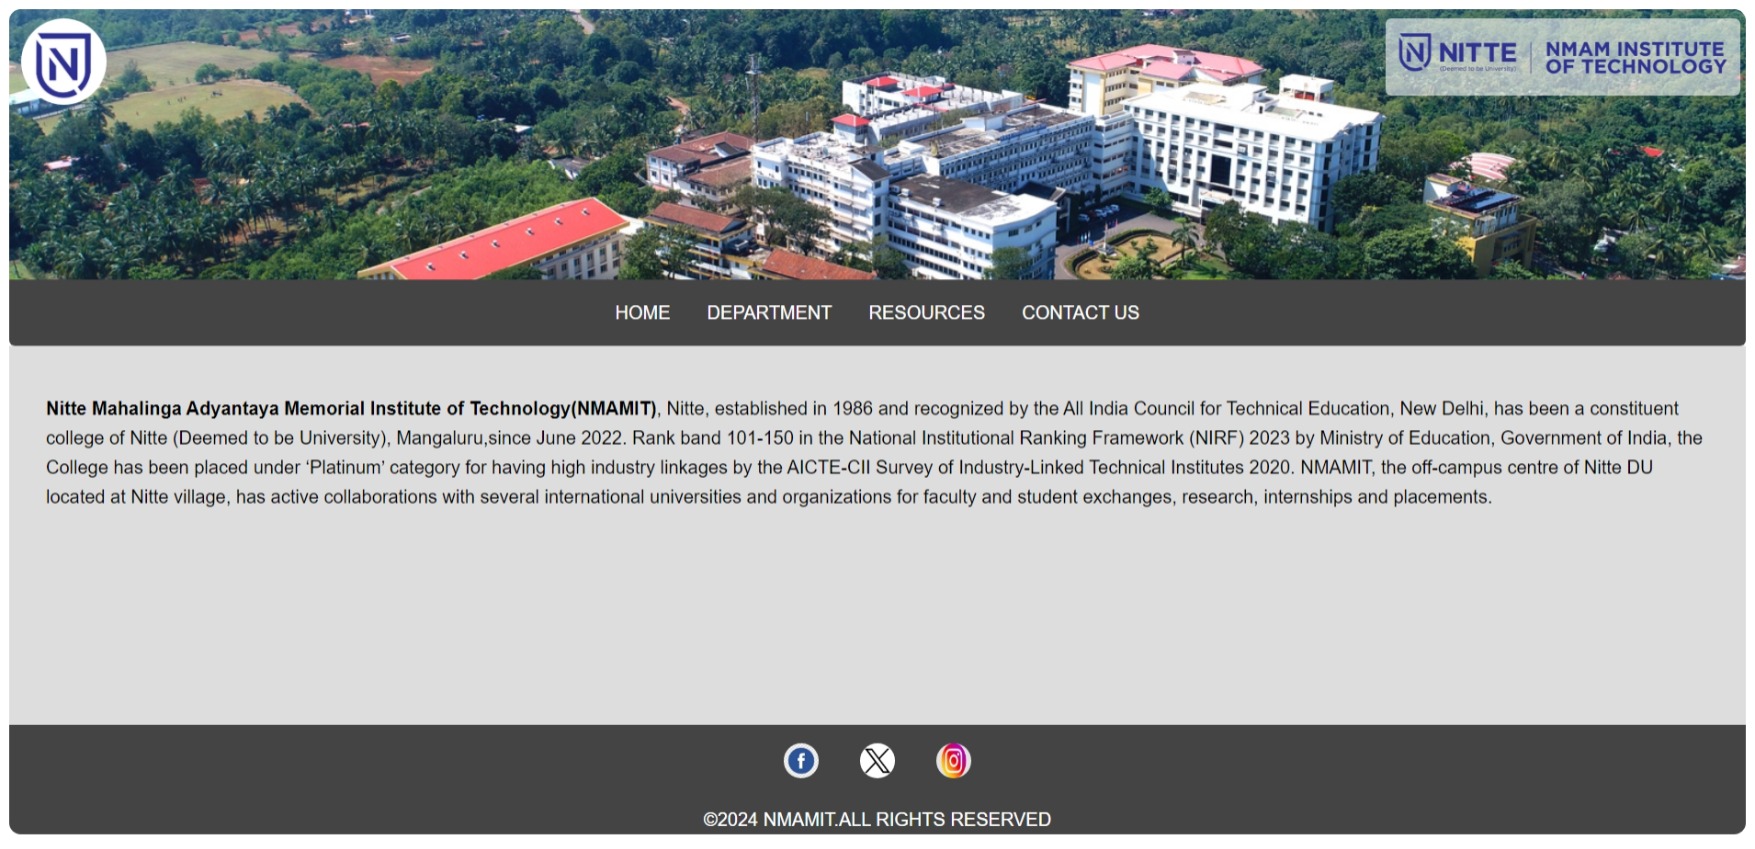 N
N NITTE
(Deemed to be University)
NMAM INSTITUTE
OF TECHNOLOGY
HOME DEPARTMENT RESOURCES CONTACT US
Nitte Mahalinga Adyantaya Memorial Institute of Technology(NMAMIT), Nitte, established in 1986 and recognized by the All India Council for Technical Education, New Delhi, has been a constituent
college of Nitte (Deemed to be University), Mangaluru,since June 2022. Rank band 101-150 in the National Institutional Ranking Framework (NIRF) 2023 by Ministry of Education, Government of India, the
College has been placed under ‘Platinum’ category for having high industry linkages by the AICTE-CII Survey of Industry-Linked Technical Institutes 2020. NMAMIT, the off-campus centre of Nitte DU
located at Nitte village, has active collaborations with several international universities and organizations for faculty and student exchanges, research, internships and placements.
©2024 NMAMIT.ALL RIGHTS RESERVED